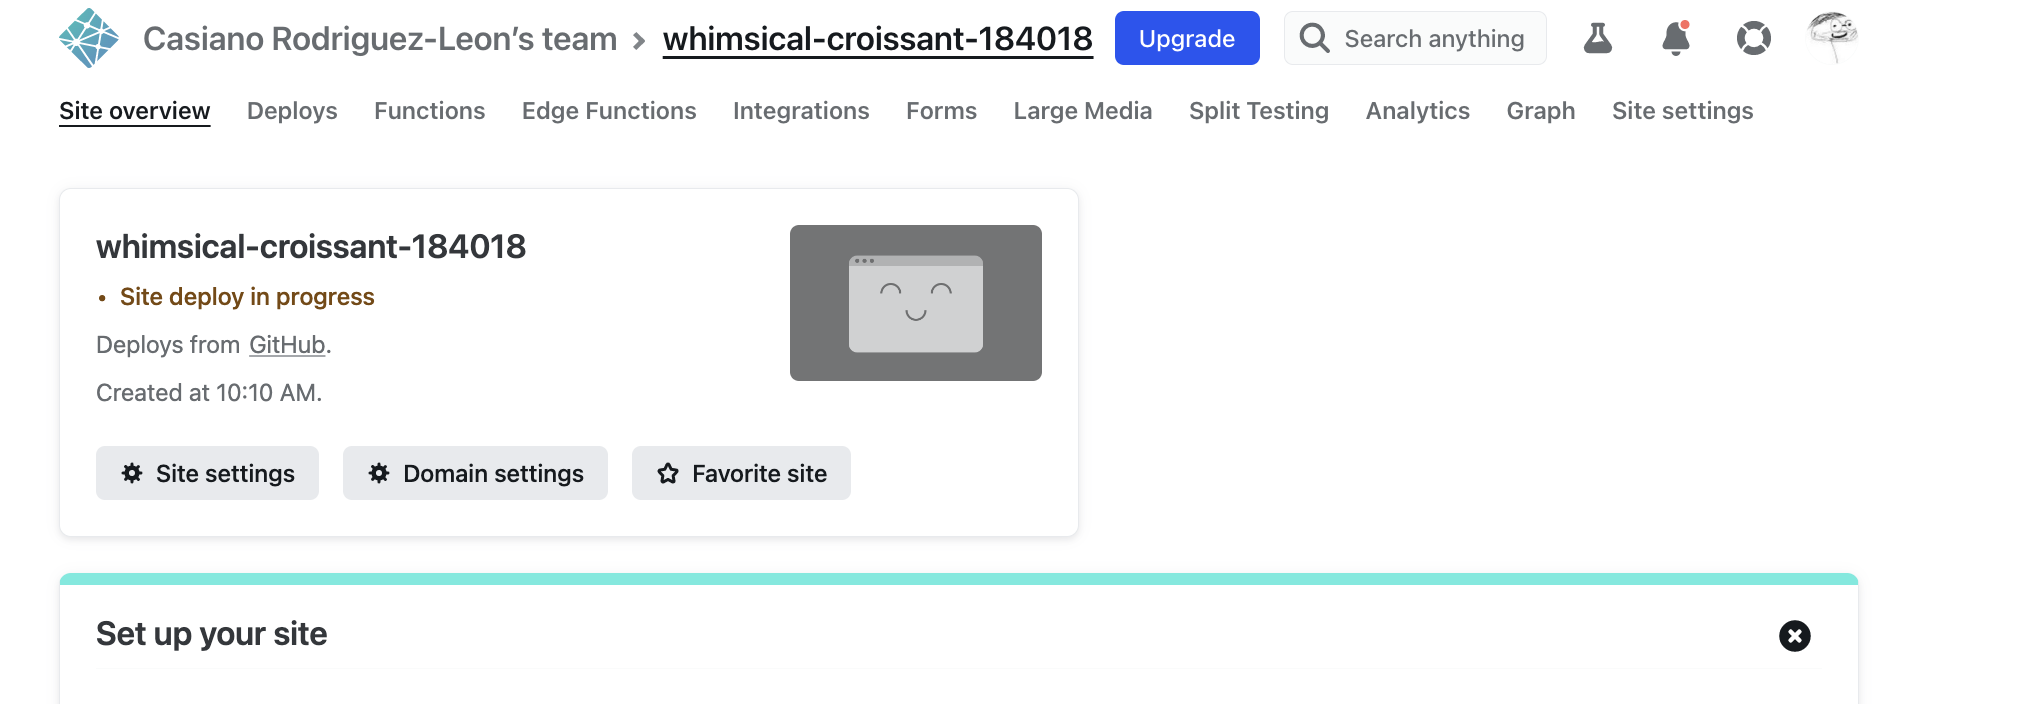 Casiano Rodriguez-Leon’s team › whimsical-croissant-184018 Upgrade Search anything
Site overview Deploys Functions Edge Functions Integrations Forms Large Media Split Testing Analytics Graph Site settings
whimsical-croissant-184018
• Site deploy in progress
Deploys from GitHub.
Created at 10:10 AM.
Site settings Domain settings Favorite site
Set up your site